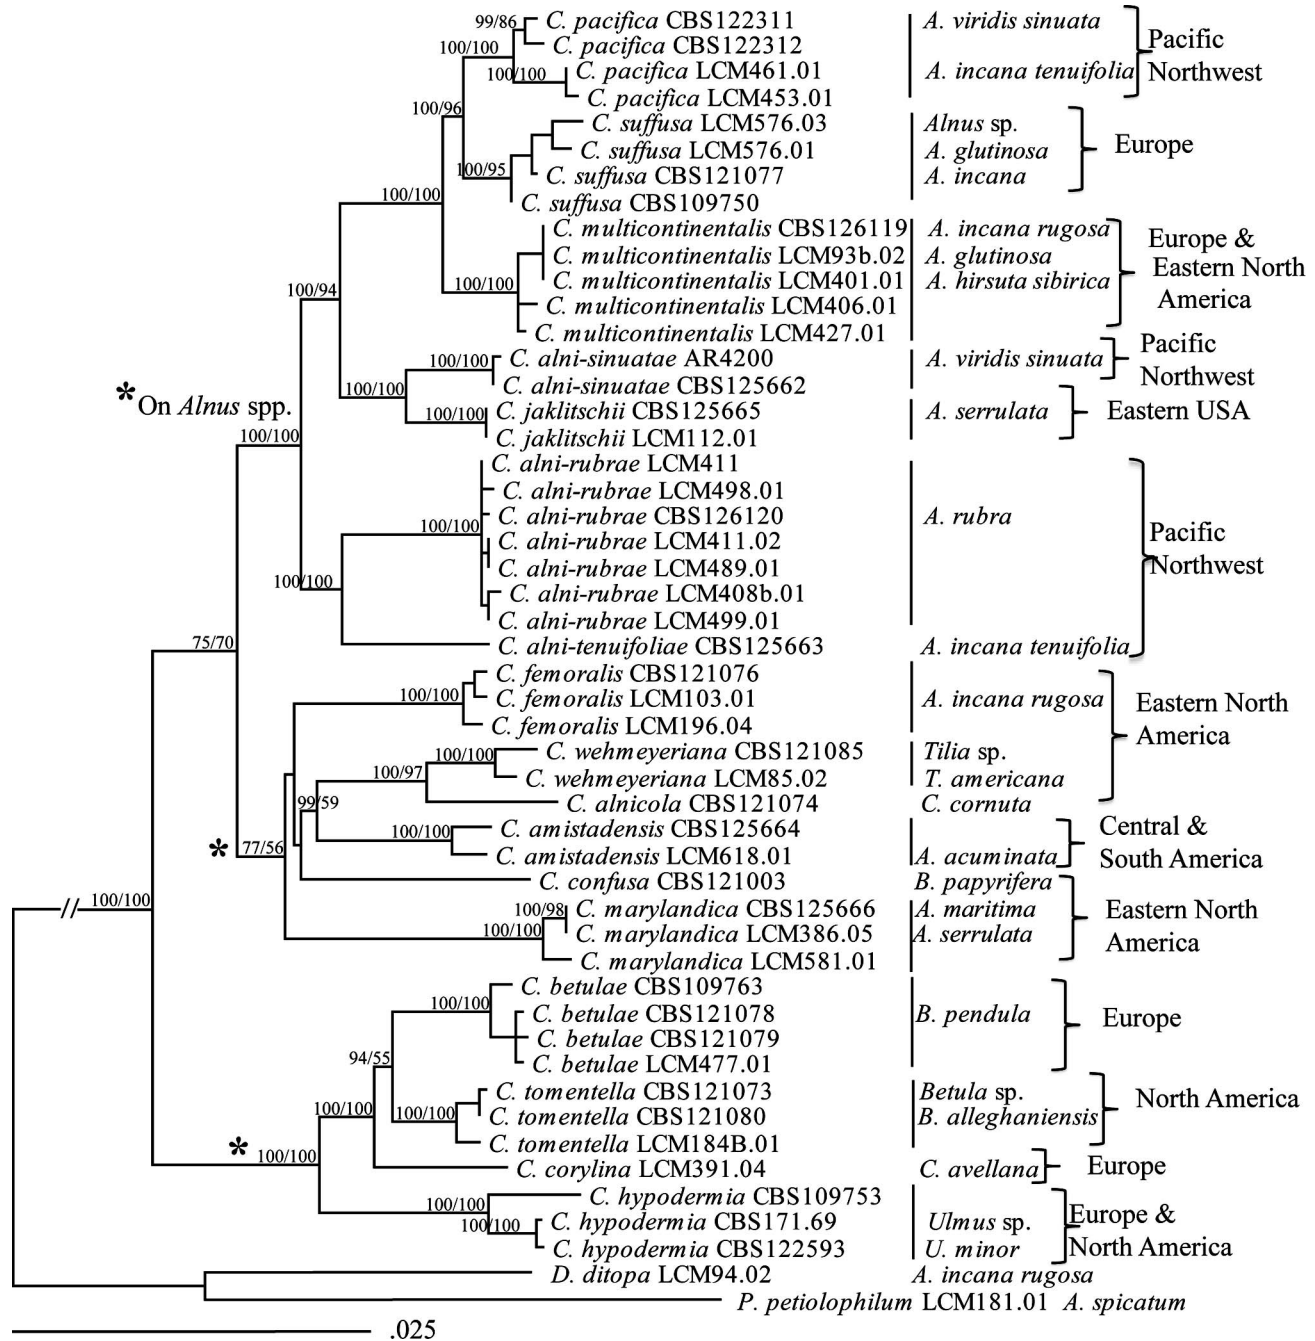 99/86 C. pacifica CBS122311 A. viridis sinuata
C. pacifica CBS122312 Pacific
100/100
100/100 C. pacifica LCM461.01 A. incana tenuifolia Northwest
C. pacifica LCM453.01
100/96
C. suffusa LCM576.03 Alnus sp.
C. suffusa LCM576.01 A. glutinosa Europe
100/95 C. suffusa CBS121077 A. incana
100/100 C. suffusa CBS109750
C. multicontinentalis CBS126119 A. incana rugosa Europe &
C. multicontinentalis LCM93b.02 A. glutinosa Eastern North
100/100 C. multicontinentalis LCM401.01 A. hirsuta sibirica America
100/94 C. multicontinentalis LCM406.01
C. multicontinentalis LCM427.01
100/100 C. alni-sinuatae AR4200 A. viridis sinuata Pacific
100/100 C. alni-sinuatae CBS125662 Northwest
*On Alnus spp. 100/100 C. jaklitschii CBS125665 A. serrulata Eastern USA
100/100 C. jaklitschii LCM112.01
C. alni-rubrae LCM411
C. alni-rubrae LCM498.01
100/100 C. alni-rubrae CBS126120 A. rubra Pacific
C. alni-rubrae LCM411.02 Northwest
C. alni-rubrae LCM489.01
100/100 C. alni-rubrae LCM408b.01
C. alni-rubrae LCM499.01
75/70 C. alni-tenuifoliae CBS125663 A. incana tenuifolia
C. femoralis CBS121076
100/100 C. femoralis LCM103.01 A. incana rugosa Eastern North
C. femoralis LCM196.04 America
100/100 C. wehmeyeriana CBS121085 Tilia sp.
100/97 C. wehmeyeriana LCM85.02 T. americana
99/59 C. alnicola CBS121074 C. cornuta
100/100 C. amistadensis CBS125664 Central &
* 77/56 C. amistadensis LCM618.01 A. acuminata South America
C. confusa CBS121003 B. papyrifera
100/100 100/98 C. marylandica CBS125666 A. maritima Eastern North
100/100 C. marylandica LCM386.05 A. serrulata America
C. marylandica LCM581.01
C. betulae CBS109763
100/100 C. betulae CBS121078 B. pendula Europe
C. betulae CBS121079
94/55 C. betulae LCM477.01
C. tomentella CBS121073 Betula sp. North America
100/100 100/100 C. tomentella CBS121080 B. alleghaniensis
* C. tomentella LCM184B.01
100/100 C. corylina LCM391.04 C. avellana Europe
100/100 C. hypodermia CBS109753
100/100 C. hypodermia CBS171.69 Ulmus sp. Europe &
C. hypodermia CBS122593 U. minor North America
D. ditopa LCM94.02 A. incana rugosa
P. petiolophilum LCM181.01 A. spicatum
.025